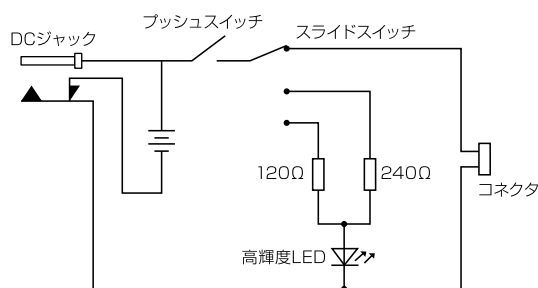 プッシュスイッチ
DCジャック
スライドスイッチ
120Ω
240Ω
コネクタ
高輝度LED